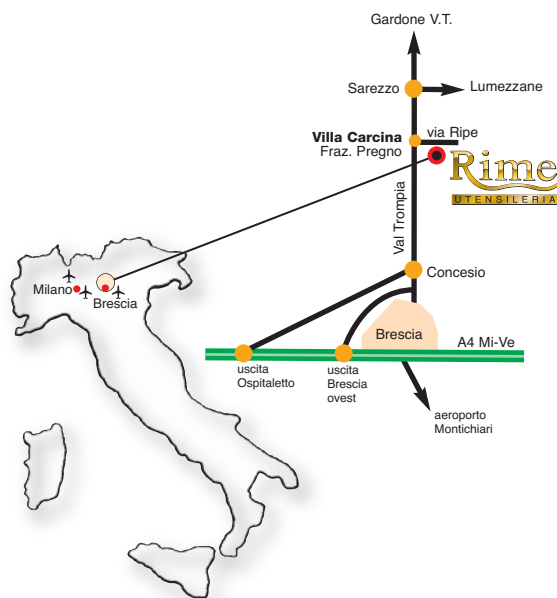 Gardone V.T.
Sarezzo
Lumezzane
Villa Carcina
Fraz. Pregno
via Ripe
Rime
UTENSILERIA
Val Trompia
Concesio
Milano
Brescia
Brescia
A4 Mi-Ve
uscita
Ospitaletto
uscita
Brescia
ovest
aeroporto
Montichiari